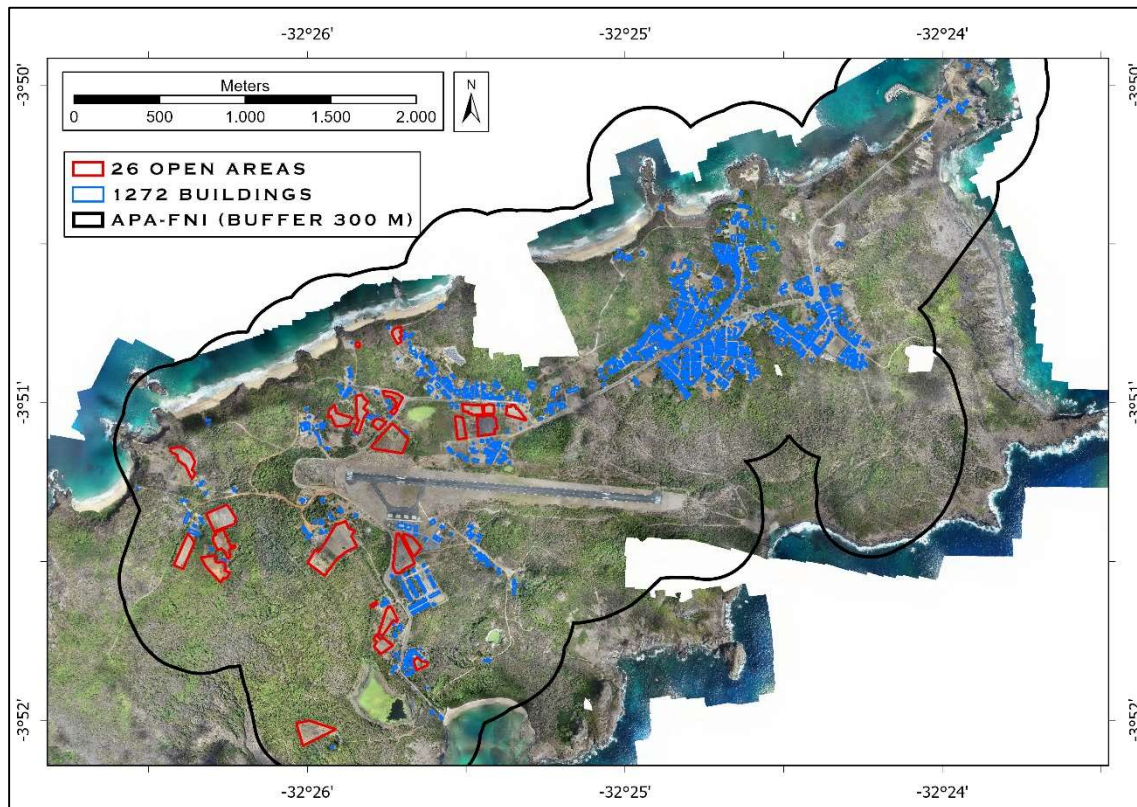 -32°26' -32°25' -32°24'
-3°50' -3°50'
Meters
0 500 1.000 1.500 2.000
N
26 OPEN AREAS
1272 BUILDINGS
APA-FNI (BUFFER 300 M)
-3°51' -3°51'
-3°52' -3°52'
-32°26' -32°25' -32°24'